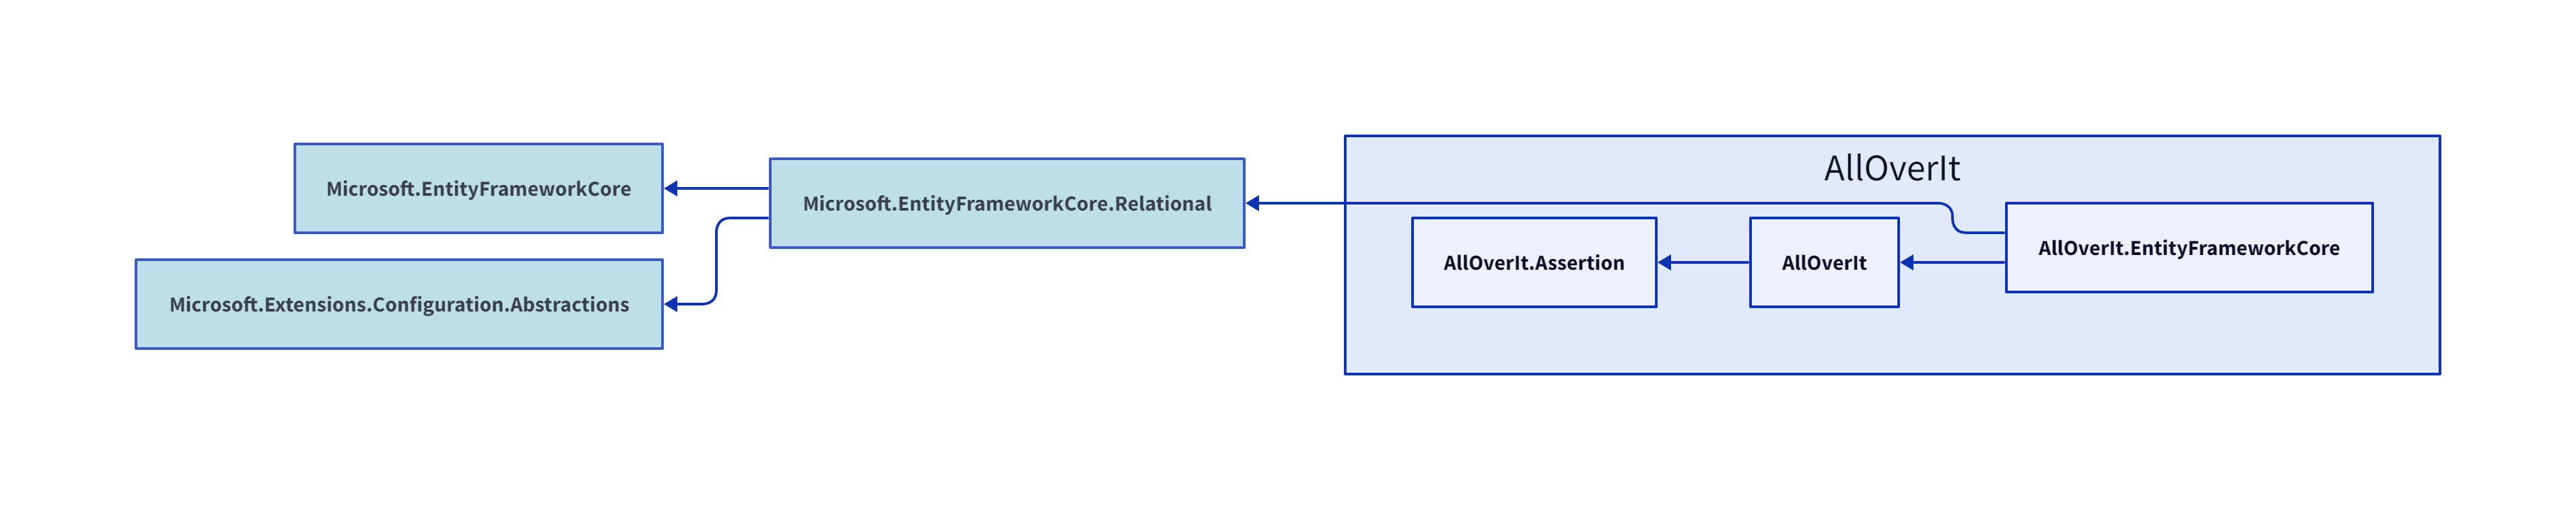 Microsoft.EntityFrameworkCore
Microsoft.Extensions.Configuration.Abstractions
Microsoft.EntityFrameworkCore.Relational
AllOverIt
AllOverIt.Assertion
AllOverIt
AllOverIt.EntityFrameworkCore